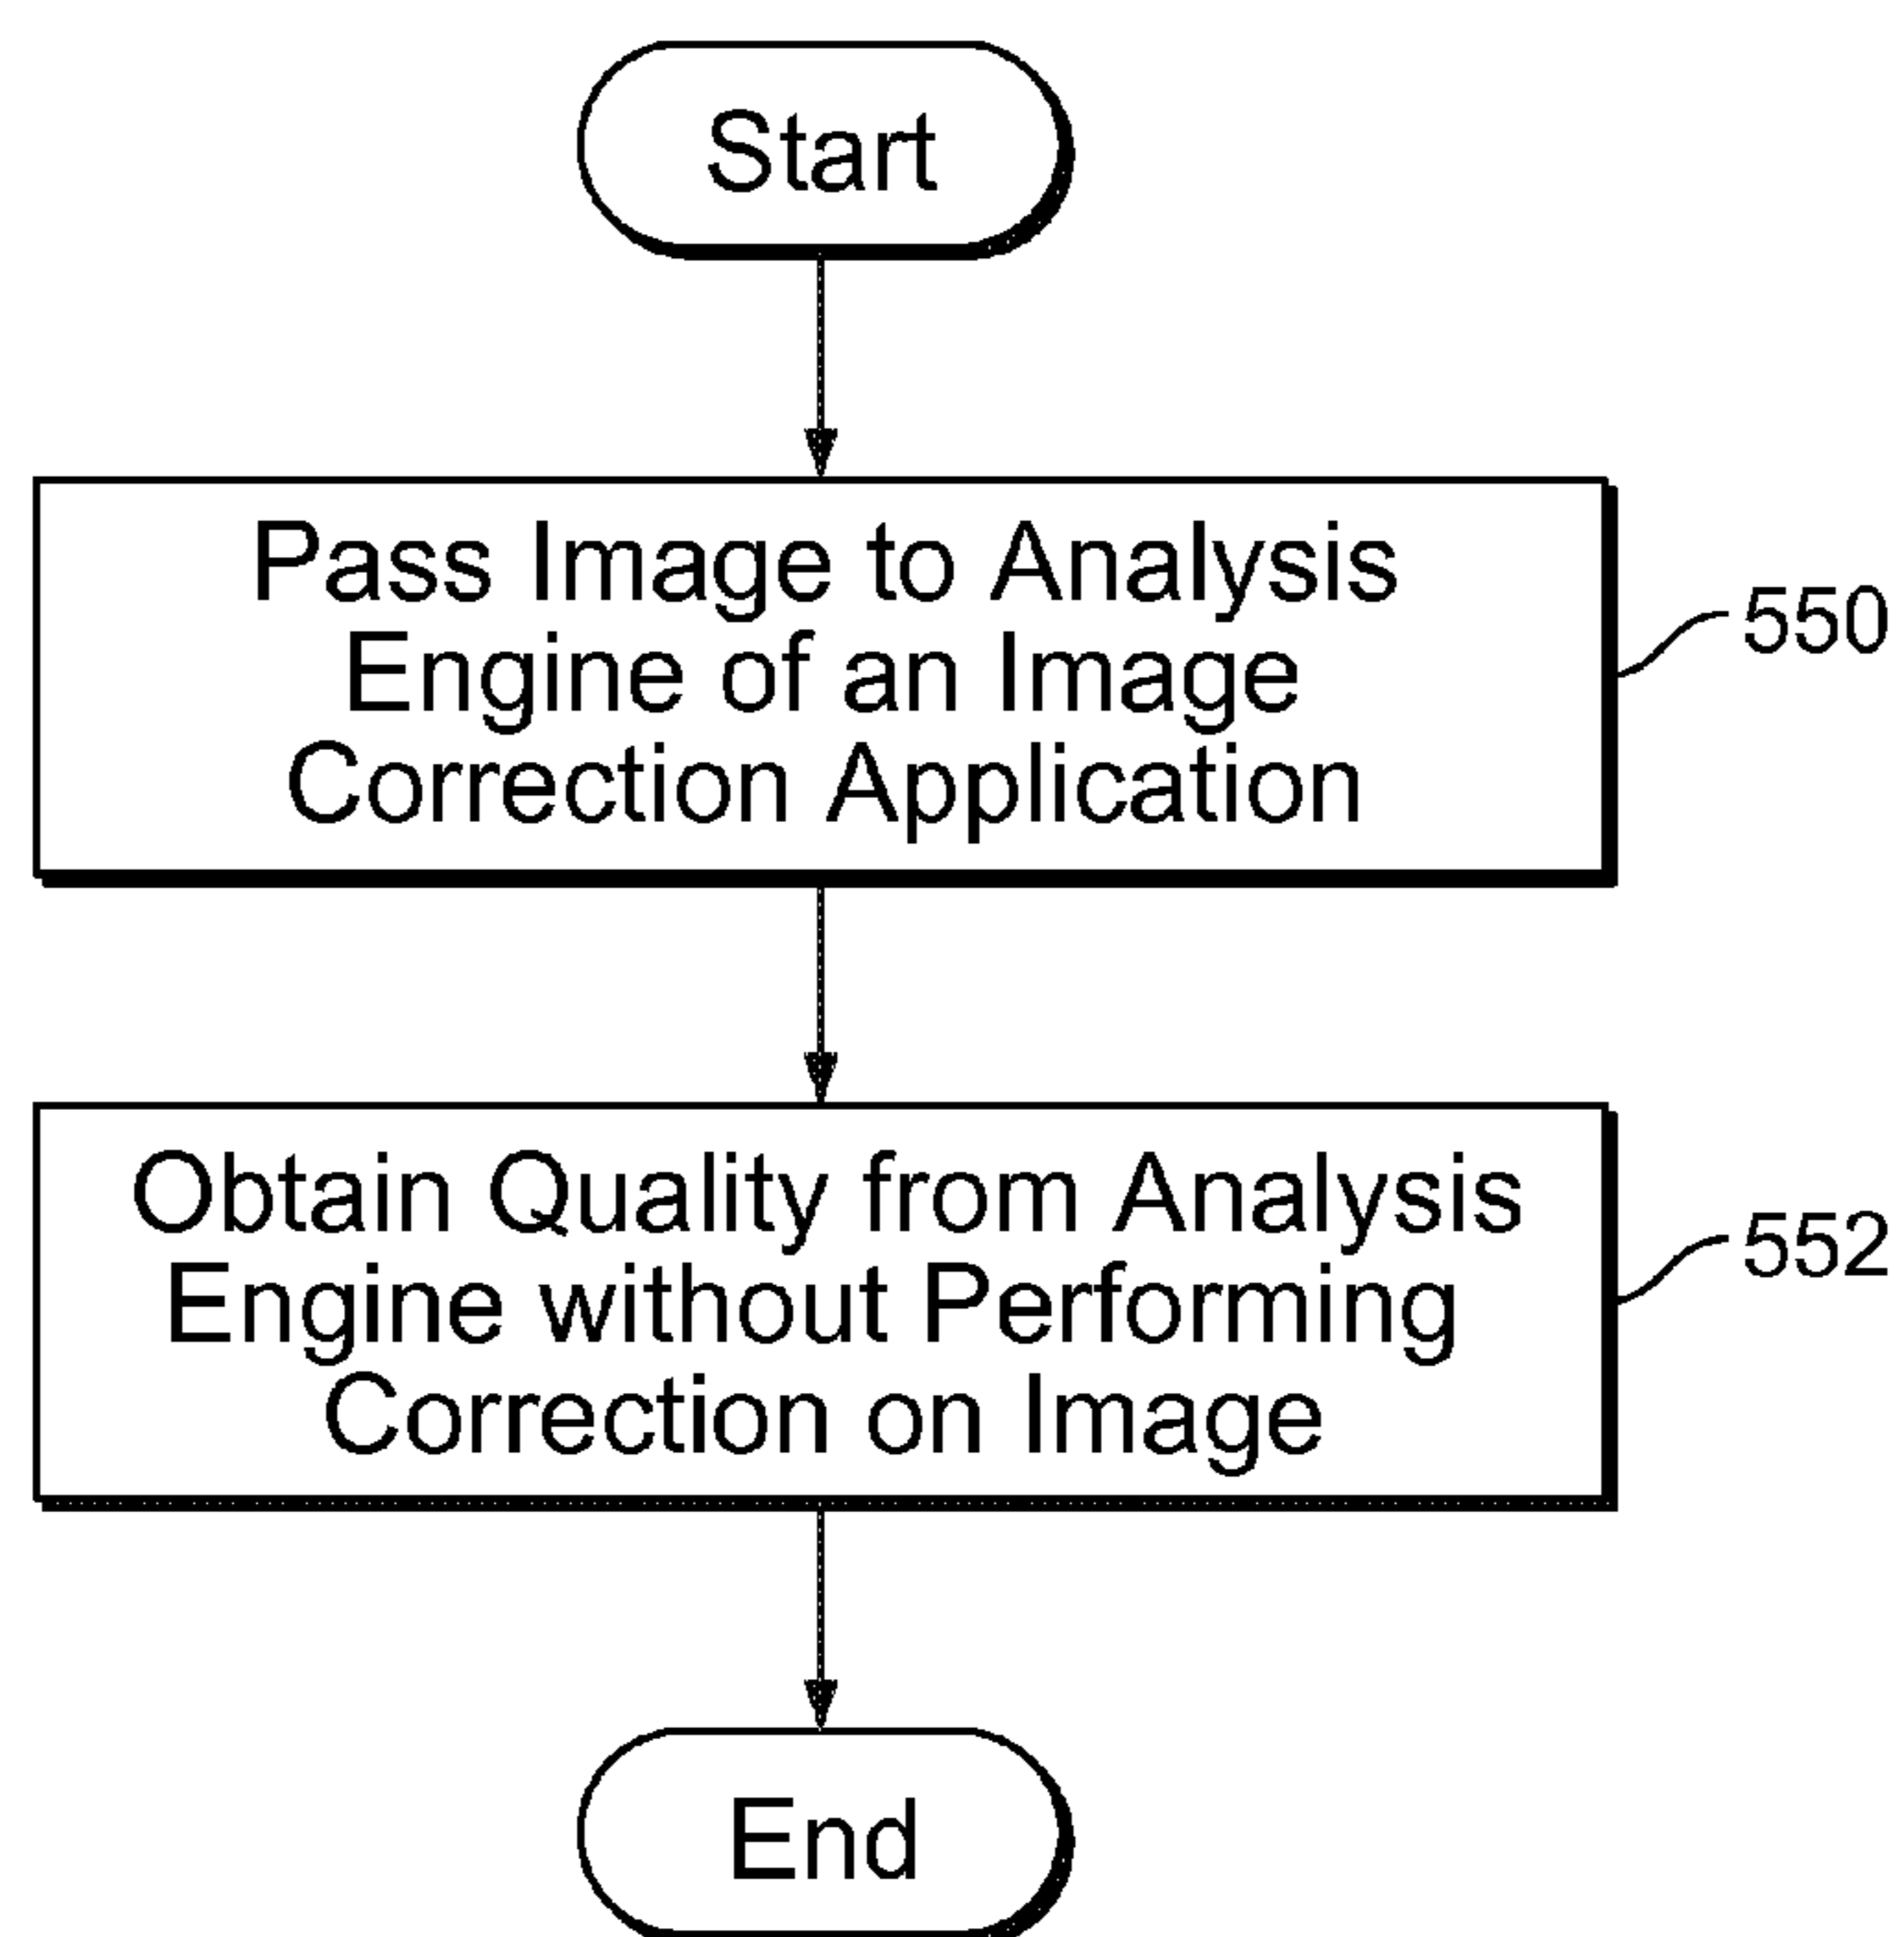 Start
Pass Image to Analysis
Engine of an Image
Correction Application
550
Obtain Quality from Analysis
Engine without Performing
Correction on Image
552
End